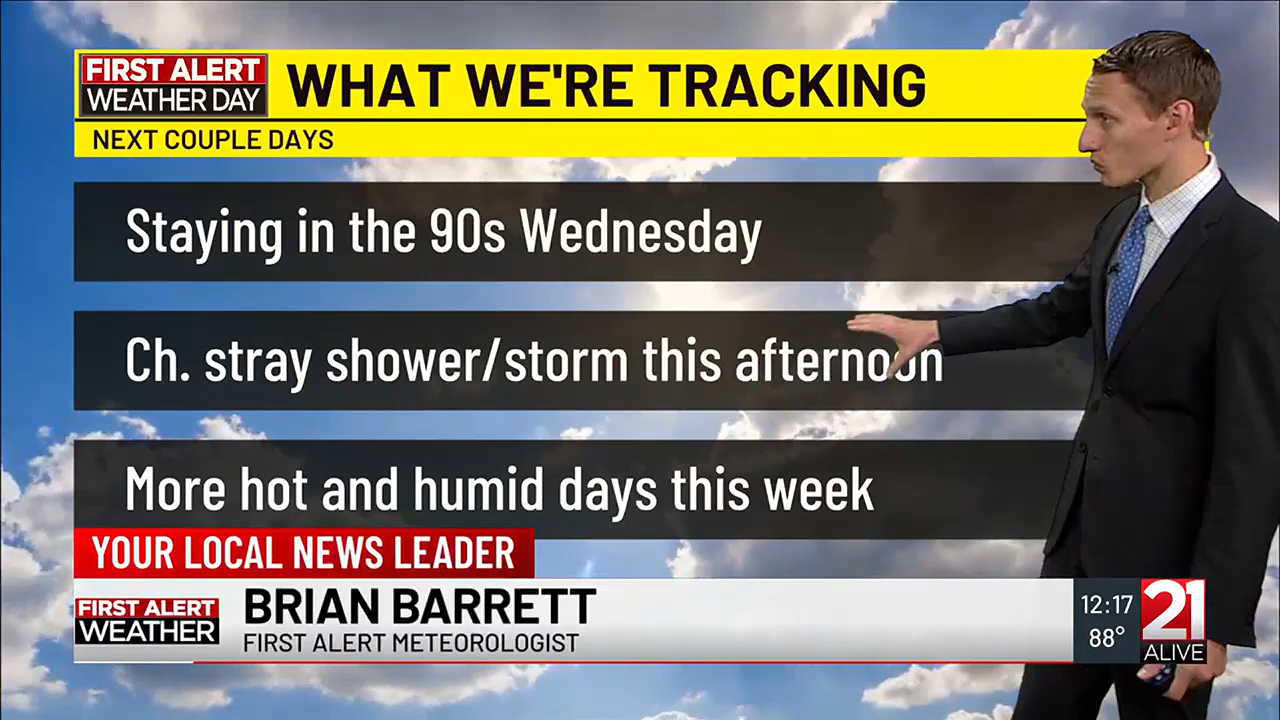 FIRST ALERT
WEATHER DAY
WHAT WE'RE TRACKING
NEXT COUPLE DAYS
Staying in the 90s Wednesday
Ch. stray shower/storm this afternoon
More hot and humid days this week
YOUR LOCAL NEWS LEADER
FIRST ALERT
WEATHER
BRIAN BARRETT
FIRST ALERT METEOROLOGIST
12:17
88°
21
ALIVE